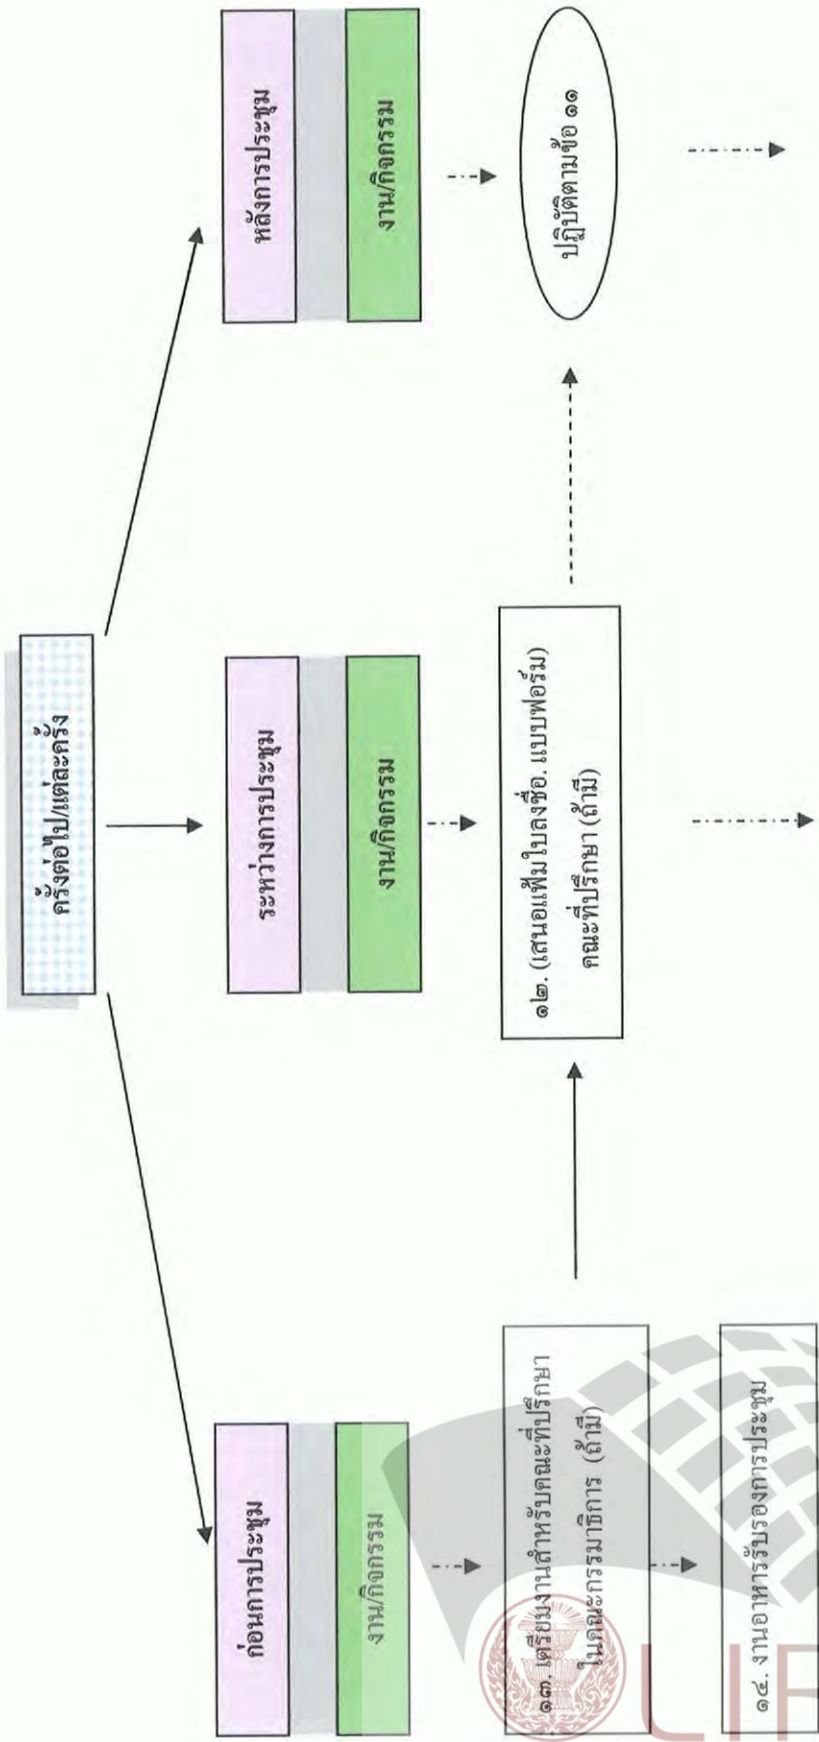 ครั้งต่อไป/แต่ละครั้ง
ก่อนการประชุม
ระหว่างการประชุม
หลังการประชุม
งาน/กิจกรรม
งาน/กิจกรรม
งาน/กิจกรรม
๑๓. เตรียมงานสำหรับคณะที่ปรึกษา
ในคณะกรรมาธิการ (ถ้ามี)
๑๒. (เสนอแฟ้มใบลงชื่อ. แบบฟอร์ม)
คณะที่ปรึกษา (ถ้ามี)
ปฏิบัติตามข้อ ๑๑
๑๔. งานอาหารรับรองการประชุม